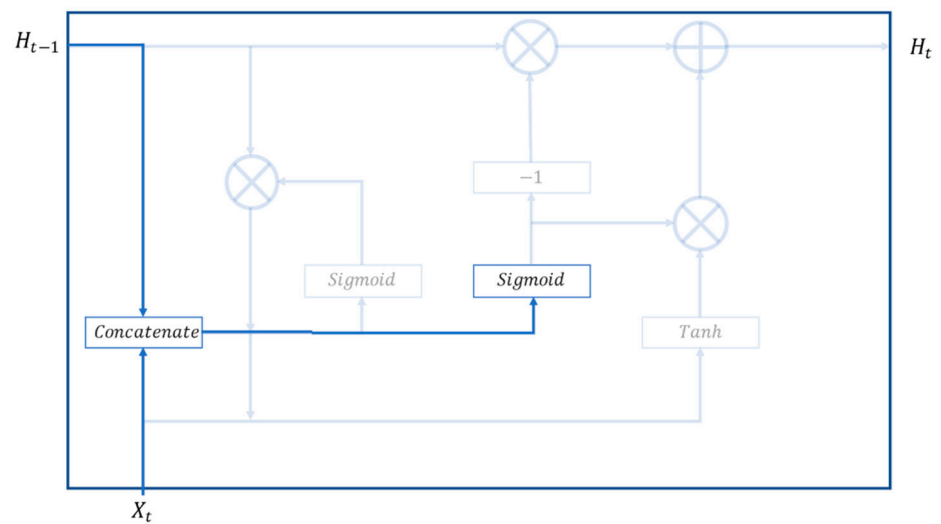 H_{t−1}
H_t
−1
Sigmoid
Sigmoid
Concatenate
Tanh
X_t